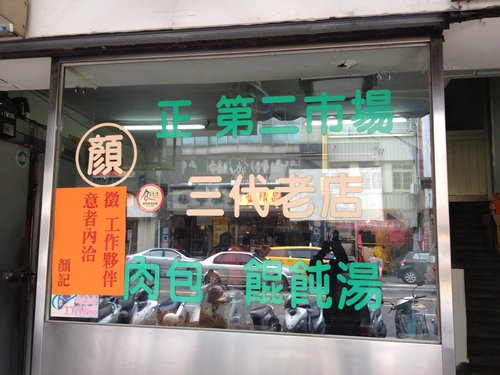 正 第二市場
顏
三代老店
徵 工作夥伴
意者內洽
顏記
肉包 餛飩湯